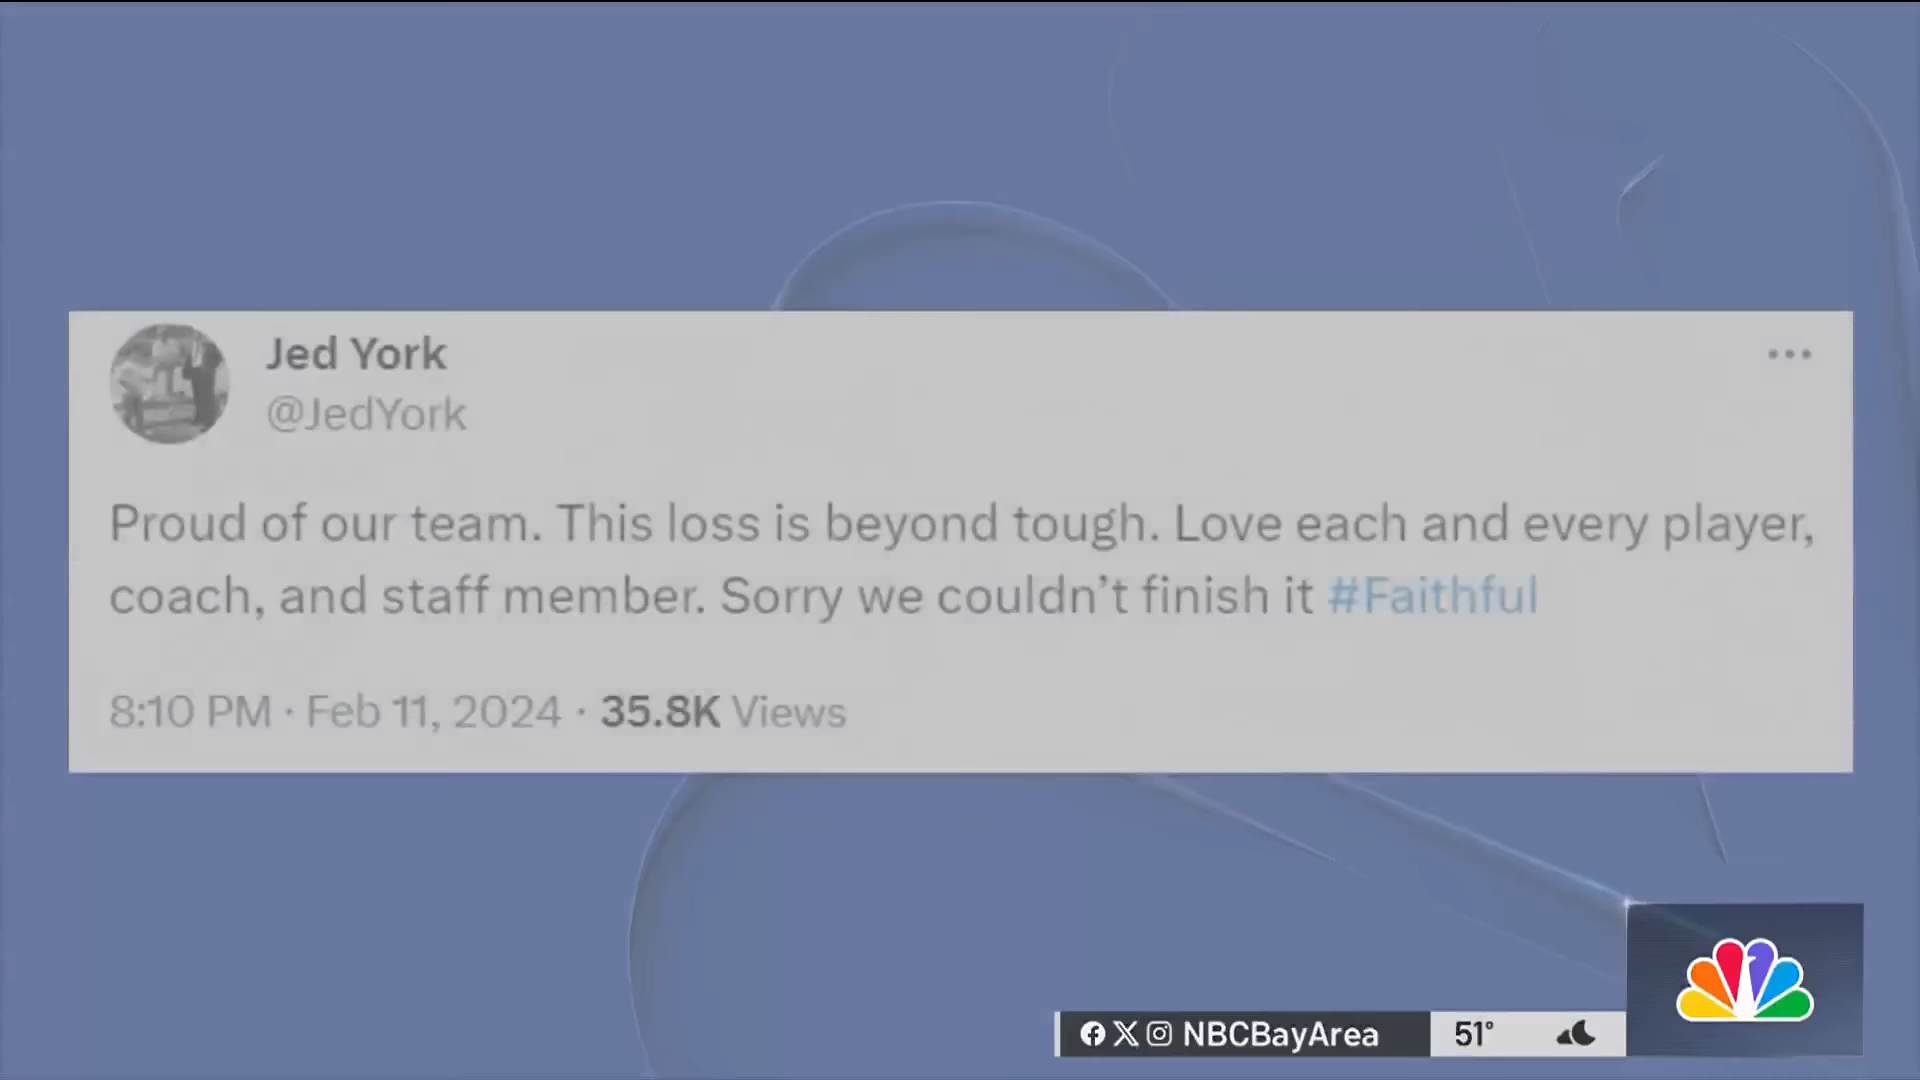 Jed York
@JedYork
Proud of our team. This loss is beyond tough. Love each and every player,
coach, and staff member. Sorry we couldn't finish it #Faithful
8:10 PM · Feb 11, 2024 · 35.8K Views
NBCBayArea 51°